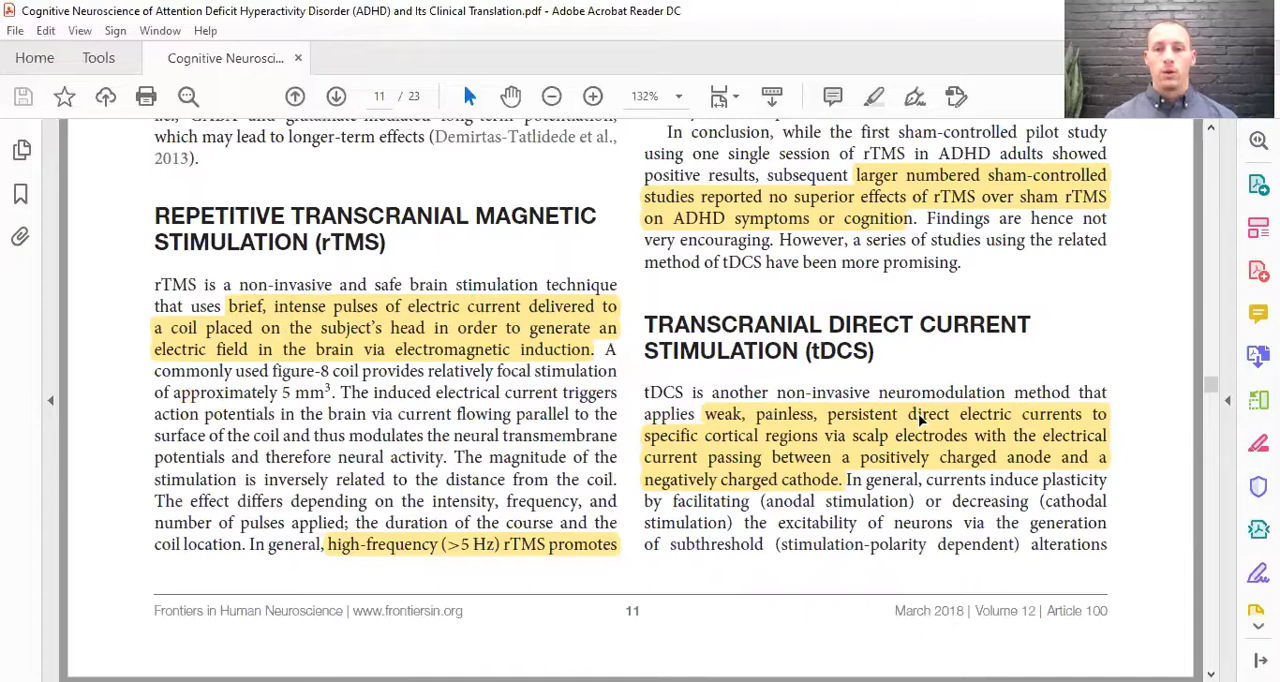 Cognitive Neuroscience of Attention Deficit Hyperactivity Disorder (ADHD) and Its Clinical Translation.pdf - Adobe Acrobat Reader DC
File Edit View Sign Window Help
Home Tools Cognitive Neurosci... ×
11 / 23 132%
which may lead to longer-term effects (Demirtas-Tatlidede et al.,
2013).
REPETITIVE TRANSCRANIAL MAGNETIC
STIMULATION (rTMS)
rTMS is a non-invasive and safe brain stimulation technique
that uses brief, intense pulses of electric current delivered to
a coil placed on the subject's head in order to generate an
electric field in the brain via electromagnetic induction. A
commonly used figure-8 coil provides relatively focal stimulation
of approximately 5 mm³. The induced electrical current triggers
action potentials in the brain via current flowing parallel to the
surface of the coil and thus modulates the neural transmembrane
potentials and therefore neural activity. The magnitude of the
stimulation is inversely related to the distance from the coil.
The effect differs depending on the intensity, frequency, and
number of pulses applied; the duration of the course and the
coil location. In general, high-frequency (>5 Hz) rTMS promotes
In conclusion, while the first sham-controlled pilot study
using one single session of rTMS in ADHD adults showed
positive results, subsequent larger numbered sham-controlled
studies reported no superior effects of rTMS over sham rTMS
on ADHD symptoms or cognition. Findings are hence not
very encouraging. However, a series of studies using the related
method of tDCS have been more promising.
TRANSCRANIAL DIRECT CURRENT
STIMULATION (tDCS)
tDCS is another non-invasive neuromodulation method that
applies weak, painless, persistent direct electric currents to
specific cortical regions via scalp electrodes with the electrical
current passing between a positively charged anode and a
negatively charged cathode. In general, currents induce plasticity
by facilitating (anodal stimulation) or decreasing (cathodal
stimulation) the excitability of neurons via the generation
of subthreshold (stimulation-polarity dependent) alterations
Frontiers in Human Neuroscience | www.frontiersin.org
11
March 2018 | Volume 12 | Article 100